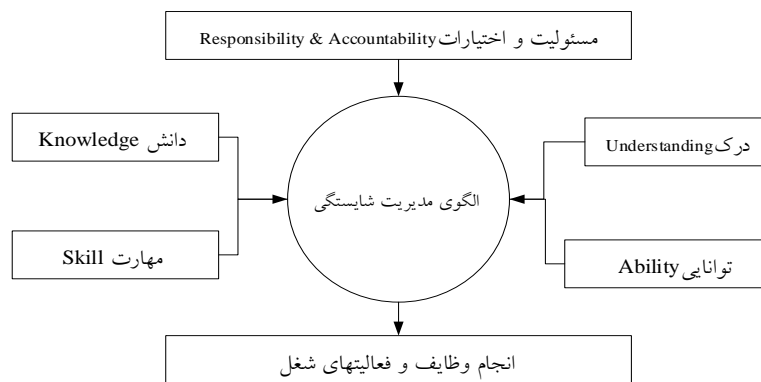 مسئولیت و اختیارات Responsibility & Accountability
دانش Knowledge
درک Understanding
الگوی مدیریت شایستگی
مهارت Skill
توانایی Ability
انجام وظایف و فعالیتهای شغل